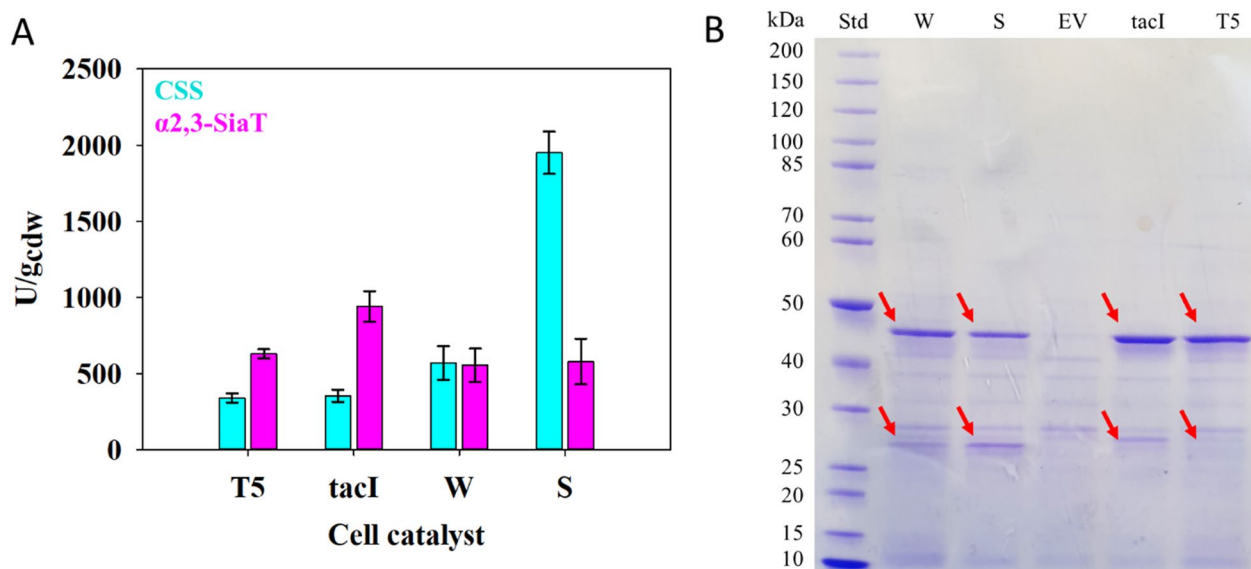 A
U/gcdw
2500
2000
1500
1000
500
0
CSS
α2,3-SiaT
T5 tacI W S
Cell catalyst
B
kDa Std W S EV tacI T5
200
150
120
100
85
70
60
50
40
30
25
20
15
10